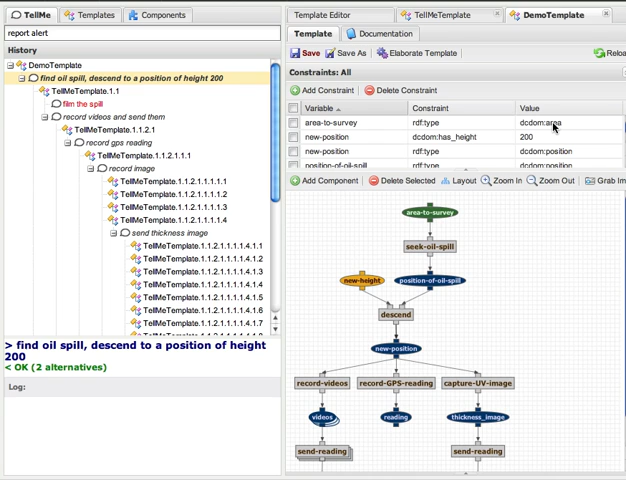 TellMe
Templates
Components
report alert
History
DemoTemplate
find oil spill, descend to a position of height 200
TellMeTemplate.1.1
film the spill
record videos and send them
TellMeTemplate.1.1.2.1
record gps reading
TellMeTemplate.1.1.2.1.1.1
record image
TellMeTemplate.1.1.2.1.1.1.1.1
TellMeTemplate.1.1.2.1.1.1.1.2
TellMeTemplate.1.1.2.1.1.1.1.3
TellMeTemplate.1.1.2.1.1.1.1.4
send thickness image
TellMeTemplate.1.1.2.1.1.1.1.4.1.1
TellMeTemplate.1.1.2.1.1.1.1.4.1.2
TellMeTemplate.1.1.2.1.1.1.1.4.1.3
TellMeTemplate.1.1.2.1.1.1.1.4.1.4
TellMeTemplate.1.1.2.1.1.1.1.4.1.5
TellMeTemplate.1.1.2.1.1.1.1.4.1.6
TellMeTemplate.1.1.2.1.1.1.1.4.1.7
> find oil spill, descend to a position of height
200
< OK (2 alternatives)
Log:
Template Editor
TellMeTemplate
DemoTemplate
Template
Documentation
Save
Save As
Elaborate Template
Reloa
Constraints: All
Add Constraint
Delete Constraint
Variable Constraint Value
area-to-survey rdf:type dcdom:area
new-position dcdom:has_height 200
new-position rdf:type dcdom:position
position-of-oil-spill rdf:type dcdom:position
Add Component
Delete Selected
Layout
Zoom In
Zoom Out
Grab Im
area-to-survey
seek-oil-spill
new-height
position-of-oil-spill
descend
new-position
record-videos
record-GPS-reading
capture-UV-image
videos
reading
thickness_image
send-reading
send-reading